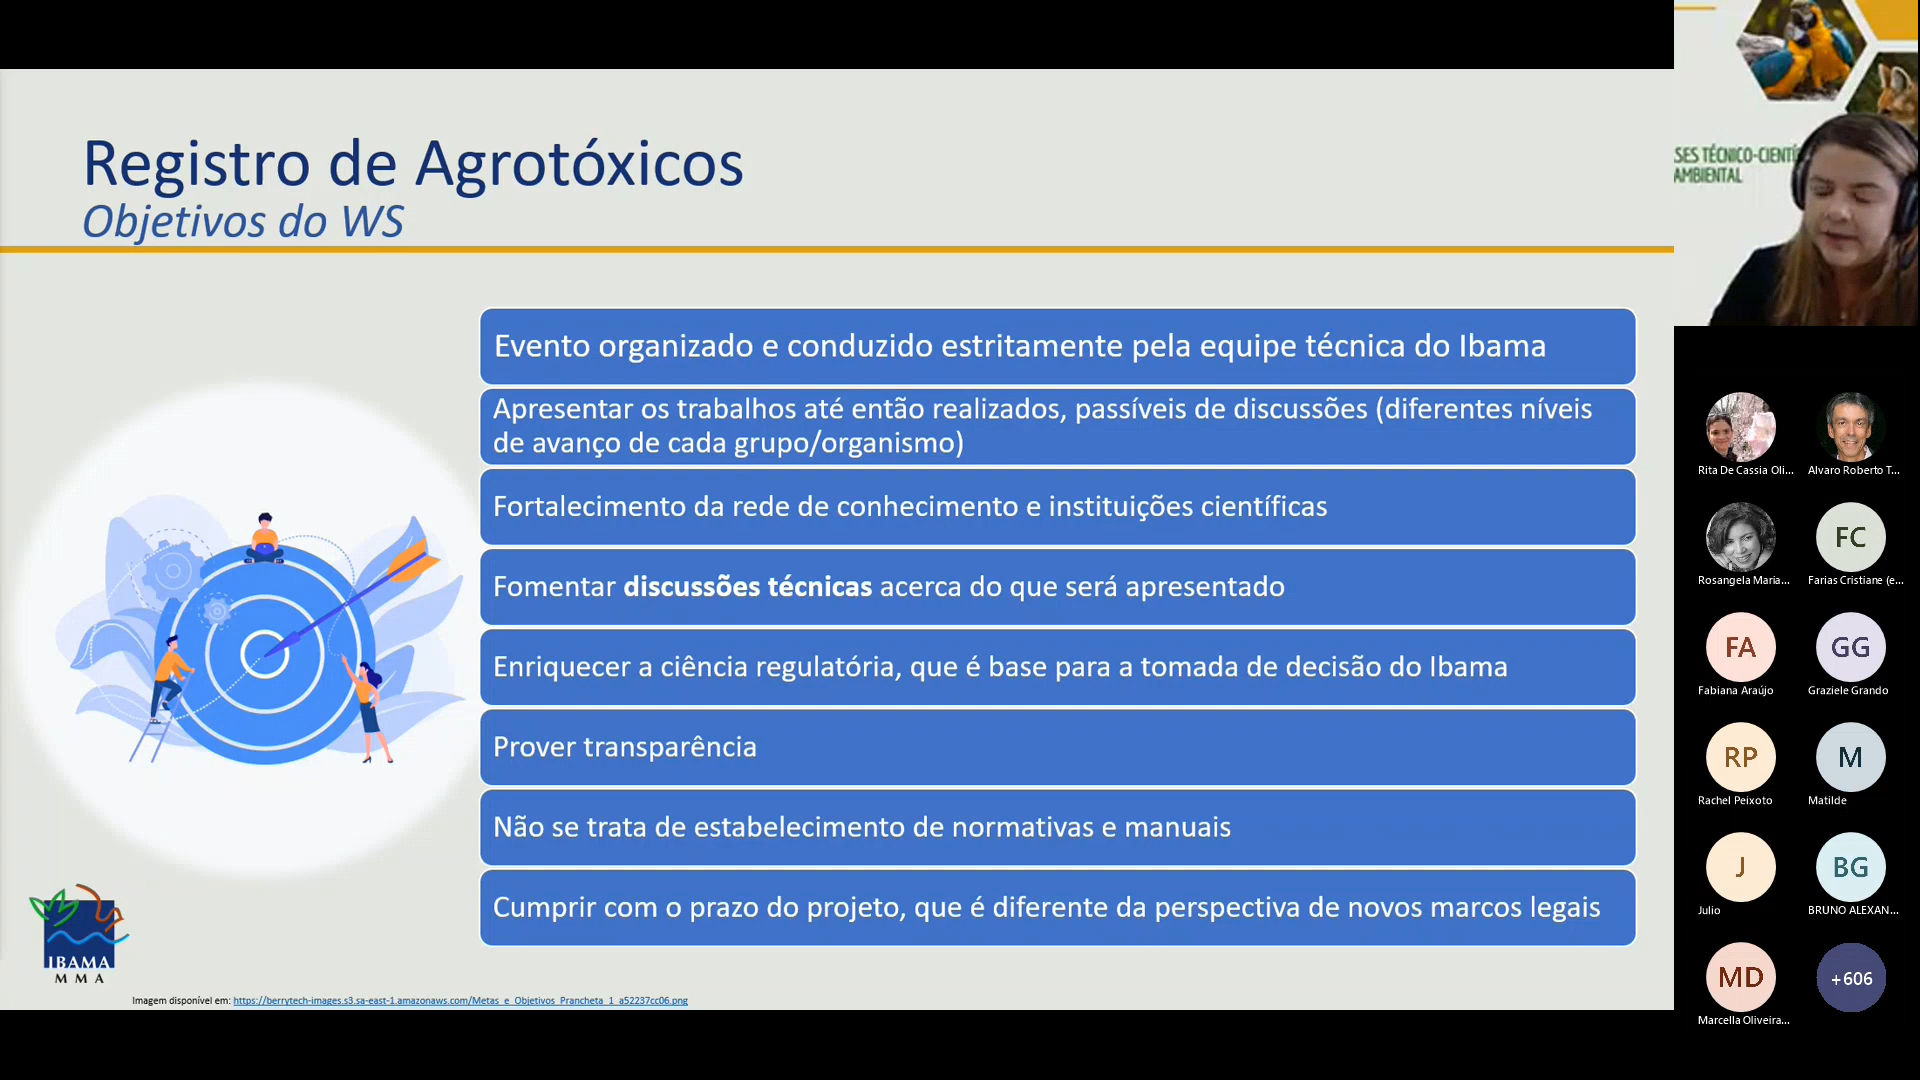 Registro de Agrotóxicos
Objetivos do WS
Evento organizado e conduzido estritamente pela equipe técnica do Ibama
Apresentar os trabalhos até então realizados, passíveis de discussões (diferentes níveis
de avanço de cada grupo/organismo)
Fortalecimento da rede de conhecimento e instituições científicas
Fomentar discussões técnicas acerca do que será apresentado
Enriquecer a ciência regulatória, que é base para a tomada de decisão do Ibama
Prover transparência
Não se trata de estabelecimento de normativas e manuais
Cumprir com o prazo do projeto, que é diferente da perspectiva de novos marcos legais
IBAMA
M M A
Imagem disponível em: https://berrytech-images.s3.sa-east-1.amazonaws.com/Metas_e_Objetivos_Prancheta_1_a52237cc06.png
SES TÉCNICO-CIENTÍ
AMBIENTAL
Rita De Cassia Oli...
Alvaro Roberto T...
Rosangela Maria...
FC
Farias Cristiane (e...
FA
Fabiana Araújo
GG
Graziele Grando
RP
Rachel Peixoto
M
Matilde
J
Julio
BG
BRUNO ALEXAN...
MD
Marcella Oliveira...
+606